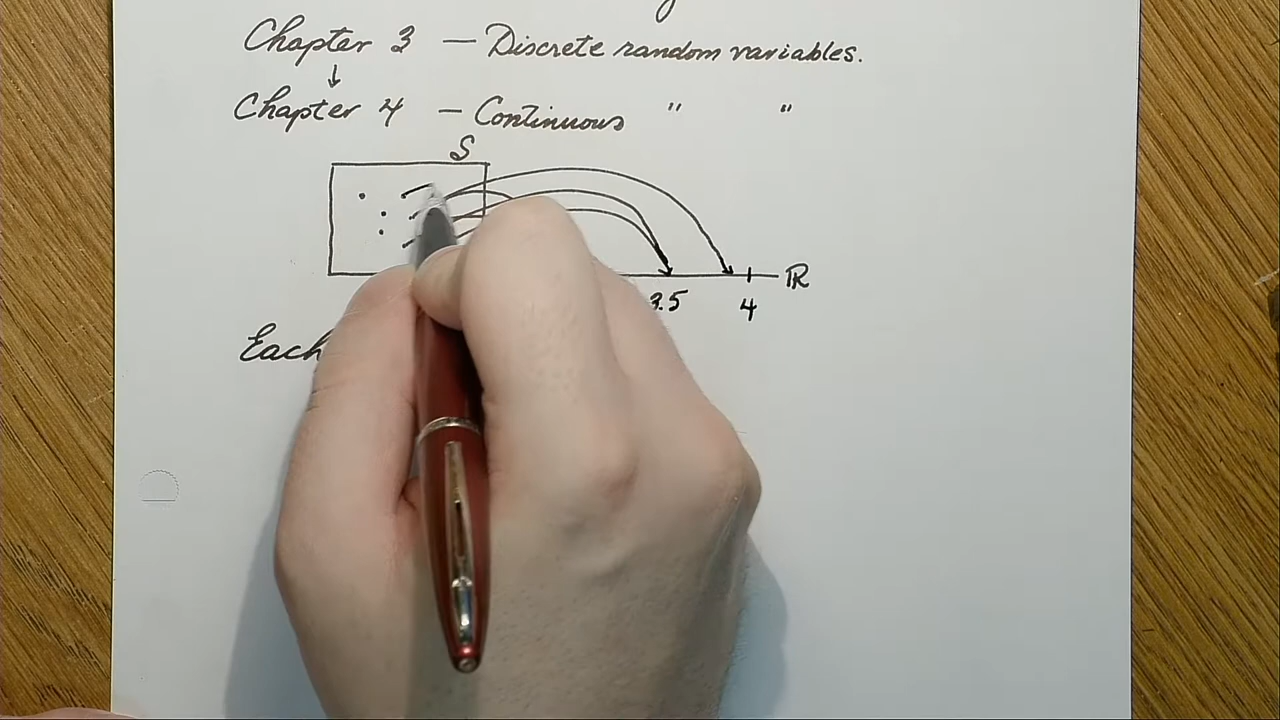 Chapter 3 — Discrete random variables.
↓
Chapter 4 — Continuous " "
S
ℝ
3.5 4
Each